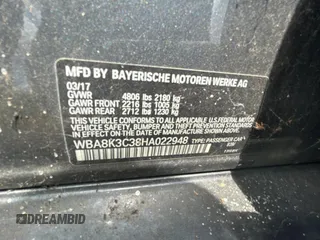 MFD BY BAYERISCHE MOTOREN WERKE AG
03/17
GVWR 4806 lbs 2180 kg
GAWR FRONT 2216 lbs 1005 kg
GAWR REAR 2712 lbs 1230 kg
THIS VEHICLE CONFORMS TO ALL APPLICABLE U.S. FEDERAL MOTOR
VEHICLE SAFETY, BUMPER, AND THEFT PREVENTION STANDARDS IN
EFFECT ON THE DATE OF MANUFACTURE SHOWN ABOVE.
WBA8K3C38HA022948 TYPE: PASSENGER CAR
DREAMBID